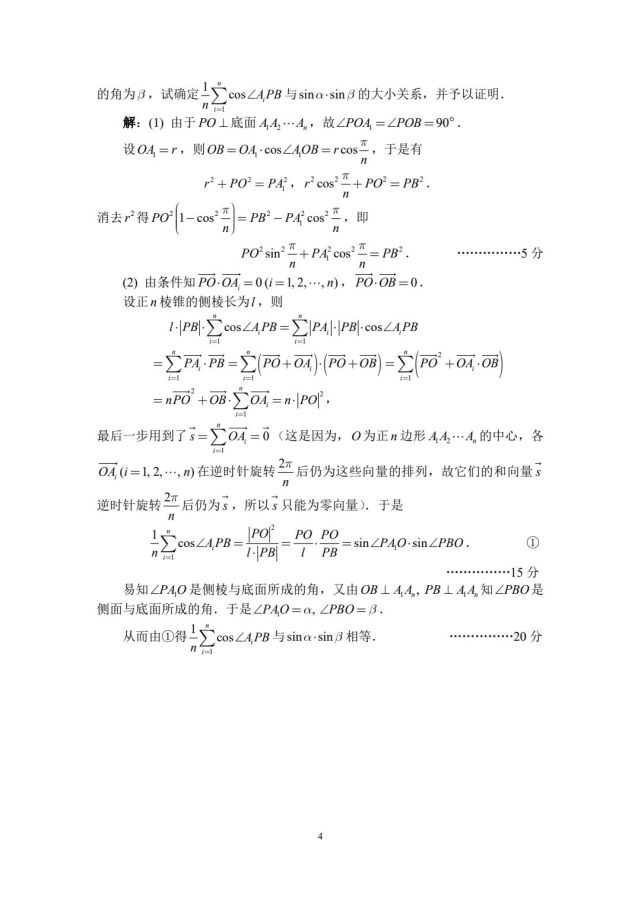 的角为β，试确定 $\frac{1}{n}\sum_{i=1}^{n}\cos\angle A_iPB$ 与 $\sin\alpha\cdot\sin\beta$ 的大小关系，并予以证明.
解：(1) 由于 $PO\perp$ 底面 $A_1A_2\cdots A_n$，故 $\angle POA_1=\angle POB=90°$.
设 $OA_1=r$，则 $OB=OA_1\cdot\cos\angle A_1OB=r\cos\frac{\pi}{n}$，于是有
$r^2+PO^2=PA_1^2$，$r^2\cos^2\frac{\pi}{n}+PO^2=PB^2$.
消去 $r^2$ 得 $PO^2\left(1-\cos^2\frac{\pi}{n}\right)=PB^2-PA_1^2\cos^2\frac{\pi}{n}$，即
$PO^2\sin^2\frac{\pi}{n}+PA_1^2\cos^2\frac{\pi}{n}=PB^2$. ……………5 分
(2) 由条件知 $\overrightarrow{PO}\cdot\overrightarrow{OA_i}=0\,(i=1,2,\cdots,n)$，$\overrightarrow{PO}\cdot\overrightarrow{OB}=0$.
设正 n 棱锥的侧棱长为 $l$，则
$l\cdot|PB|\cdot\sum_{i=1}^{n}\cos\angle A_iPB=\sum_{i=1}^{n}|PA_i|\cdot|PB|\cdot\cos\angle A_iPB$
$=\sum_{i=1}^{n}\overrightarrow{PA_i}\cdot\overrightarrow{PB}=\sum_{i=1}^{n}\left(\overrightarrow{PO}+\overrightarrow{OA_i}\right)\cdot\left(\overrightarrow{PO}+\overrightarrow{OB}\right)=\sum_{i=1}^{n}\left(\overrightarrow{PO}^2+\overrightarrow{OA_i}\cdot\overrightarrow{OB}\right)$
$=n\overrightarrow{PO}^2+\overrightarrow{OB}\cdot\sum_{i=1}^{n}\overrightarrow{OA_i}=n\cdot|PO|^2$，
最后一步用到了 $\vec{s}=\sum_{i=1}^{n}\overrightarrow{OA_i}=\vec{0}$（这是因为，O 为正 n 边形 $A_1A_2\cdots A_n$ 的中心，各
$\overrightarrow{OA_i}\,(i=1,2,\cdots,n)$ 在逆时针旋转 $\frac{2\pi}{n}$ 后仍为这些向量的排列，故它们的和向量 $\vec{s}$
逆时针旋转 $\frac{2\pi}{n}$ 后仍为 $\vec{s}$，所以 $\vec{s}$ 只能为零向量）. 于是
$\frac{1}{n}\sum_{i=1}^{n}\cos\angle A_iPB=\frac{|PO|^2}{l\cdot|PB|}=\frac{PO}{l}\cdot\frac{PO}{PB}=\sin\angle PA_1O\cdot\sin\angle PBO$. ①
……………15 分
易知 $\angle PA_1O$ 是侧棱与底面所成的角，又由 $OB\perp A_1A_n,\ PB\perp A_1A_n$ 知 $\angle PBO$ 是
侧面与底面所成的角. 于是 $\angle PA_1O=\alpha,\ \angle PBO=\beta$.
从而由①得 $\frac{1}{n}\sum_{i=1}^{n}\cos\angle A_iPB$ 与 $\sin\alpha\cdot\sin\beta$ 相等. ……………20 分
4